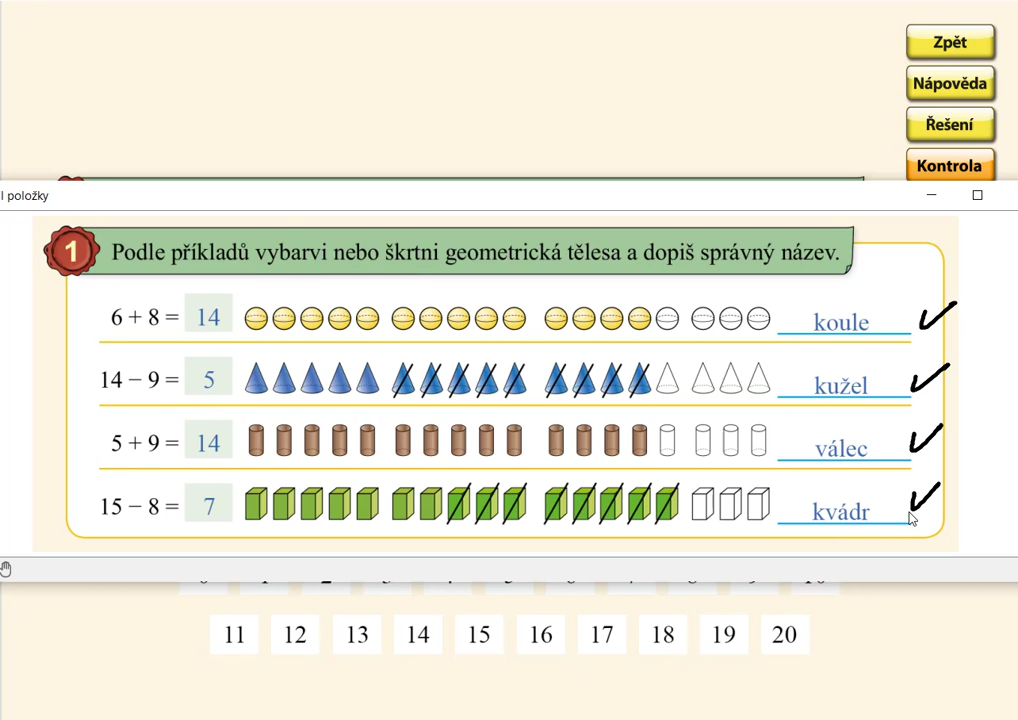 Zpět
Nápověda
Řešení
Kontrola
l položky
1 Podle příkladů vybarvi nebo škrtni geometrická tělesa a dopiš správný název.
6 + 8 = 14 koule
14 − 9 = 5 kužel
5 + 9 = 14 válec
15 − 8 = 7 kvádr
11 12 13 14 15 16 17 18 19 20